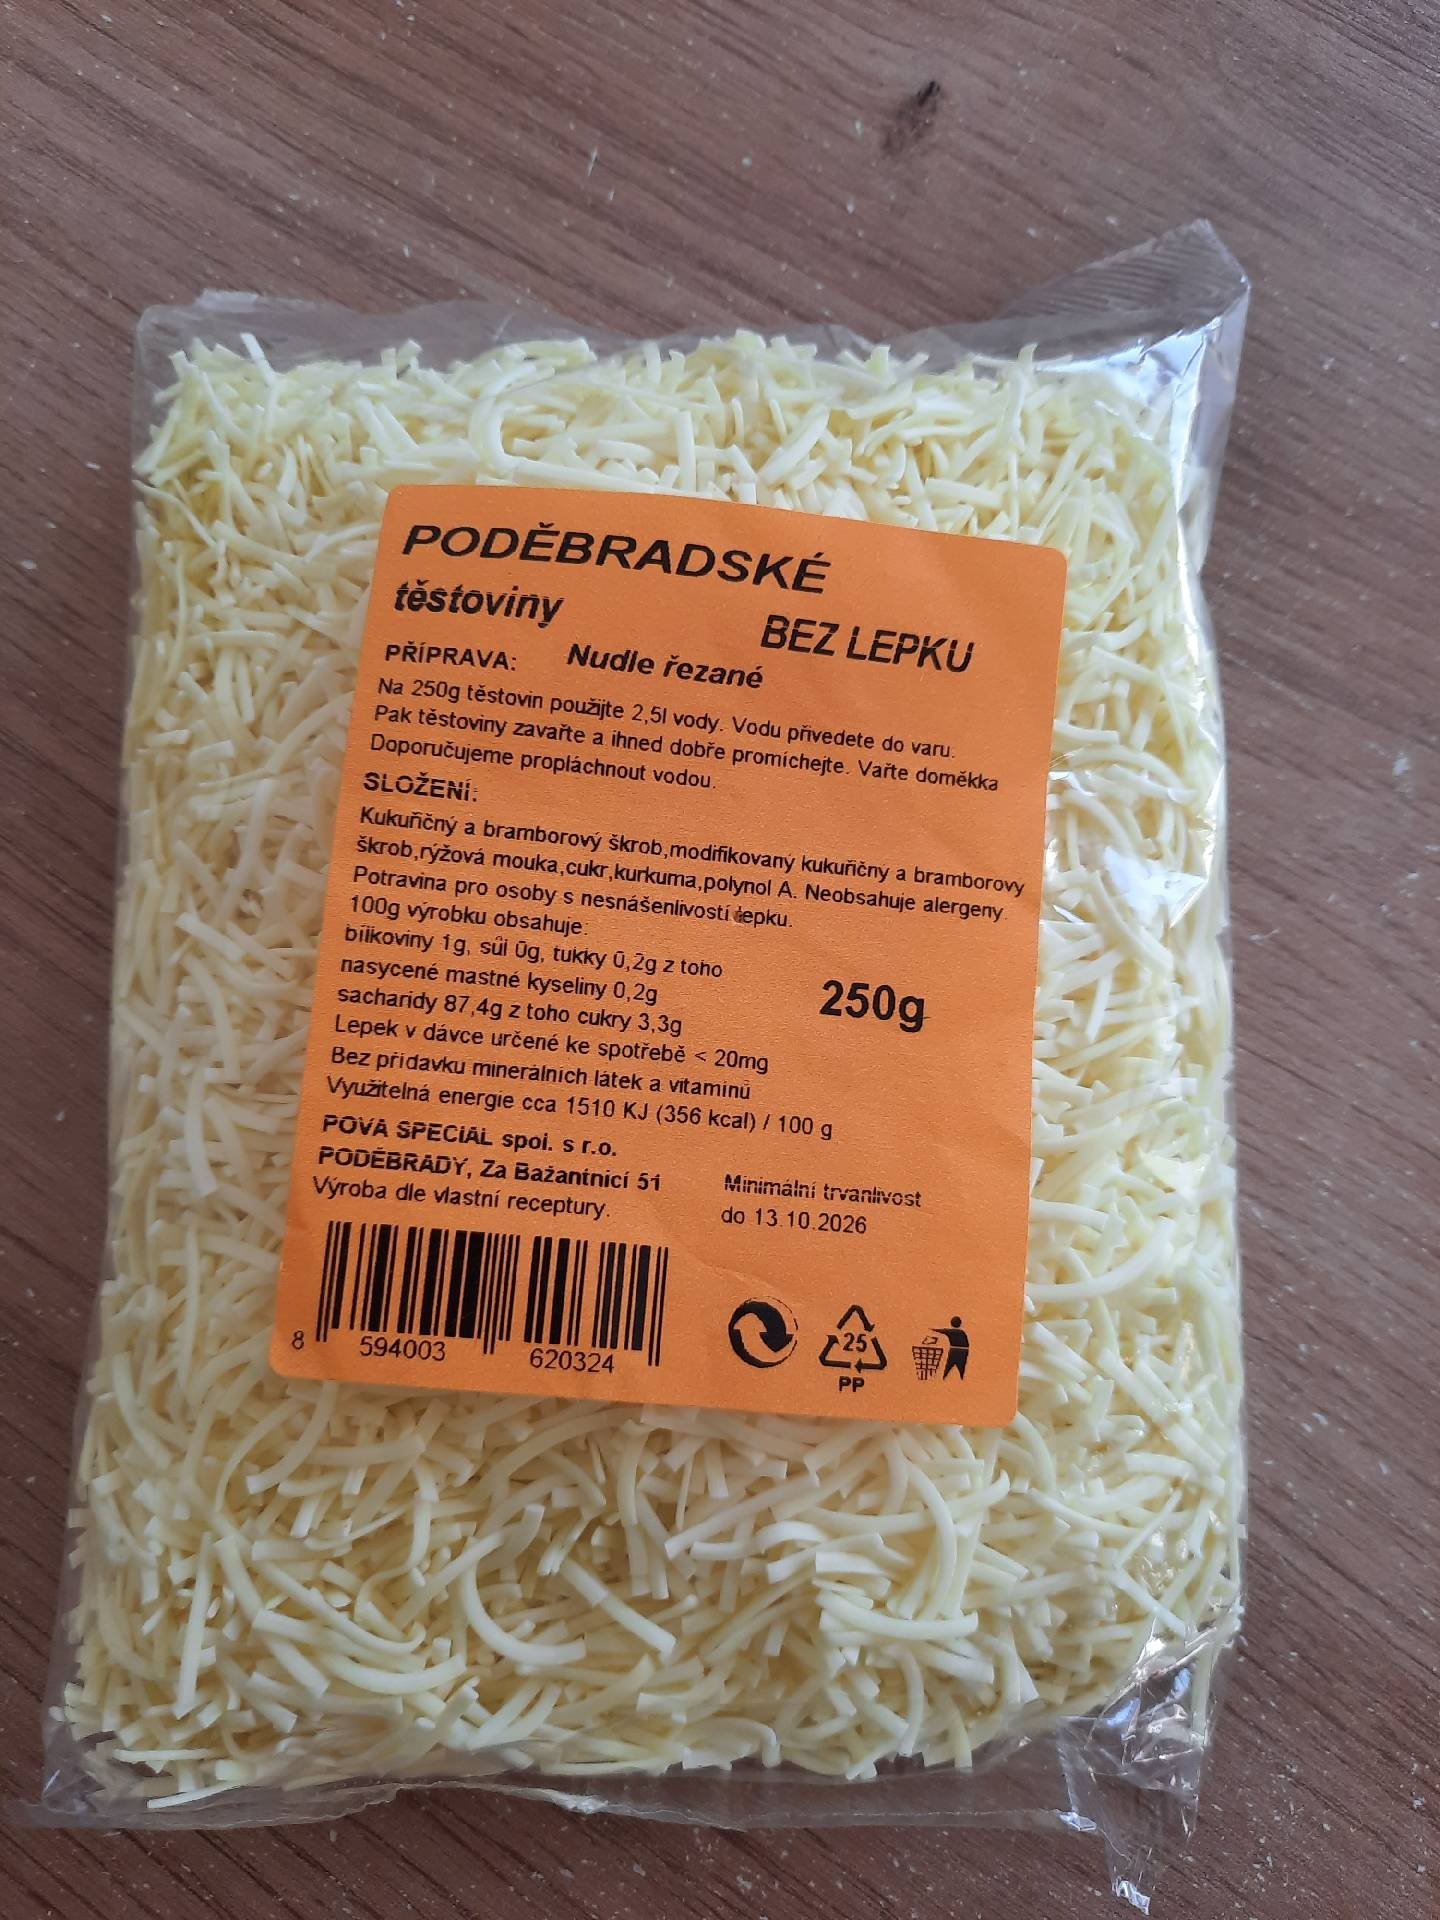 PODĚBRADSKÉ
těstoviny
BEZ LEPKU
PŘÍPRAVA: Nudle řezané
Na 250g těstovin použijte 2,5l vody. Vodu přivedete do varu.
Pak těstoviny zavařte a ihned dobře promíchejte. Vařte doměkka
Doporučujeme propláchnout vodou.
SLOŽENÍ:
Kukuřičný a bramborový škrob,modifikovaný kukuřičný a bramborový
škrob,rýžová mouka,cukr,kurkuma,polynol A. Neobsahuje alergeny.
Potravina pro osoby s nesnášenlivostí lepku.
100g výrobku obsahuje:
bílkoviny 1g, sůl 0g, tukky 0,2g z toho
nasycené mastné kyseliny 0,2g
sacharidy 87,4g z toho cukry 3,3g
250g
Lepek v dávce určené ke spotřebě < 20mg
Bez přídavku minerálních látek a vitamínů
Využitelná energie cca 1510 KJ (356 kcal) / 100 g
POVA SPECIÁL spol. s r.o.
PODĚBRADY, Za Bažantnicí 51
Výroba dle vlastní receptury.
Minimální trvanlivost
do 13.10.2026
8 594003 620324
25
PP